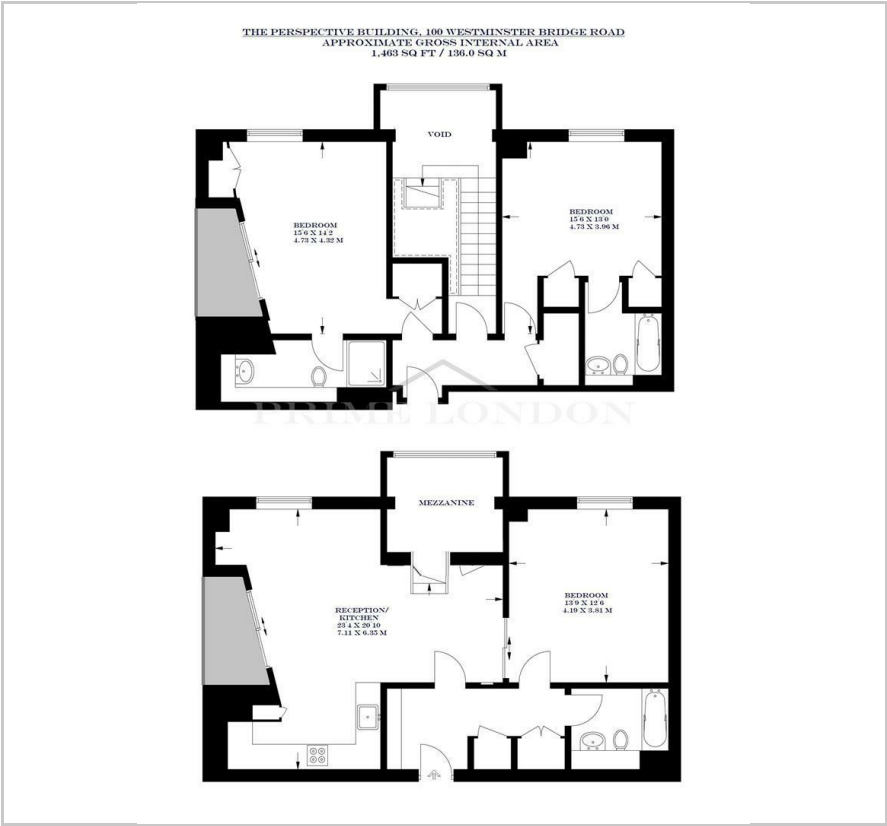 THE PERSPECTIVE BUILDING, 100 WESTMINSTER BRIDGE ROAD
APPROXIMATE GROSS INTERNAL AREA
1,463 SQ FT / 136.0 SQ M
VOID
BEDROOM
15'6 X 14'2
4.73 X 4.32 M
BEDROOM
15'6 X 13'0
4.73 X 3.96 M
PRIME LONDON
MEZZANINE
RECEPTION/
KITCHEN
23'4 X 20'10
7.11 X 6.35 M
BEDROOM
13'9 X 12'6
4.19 X 3.81 M